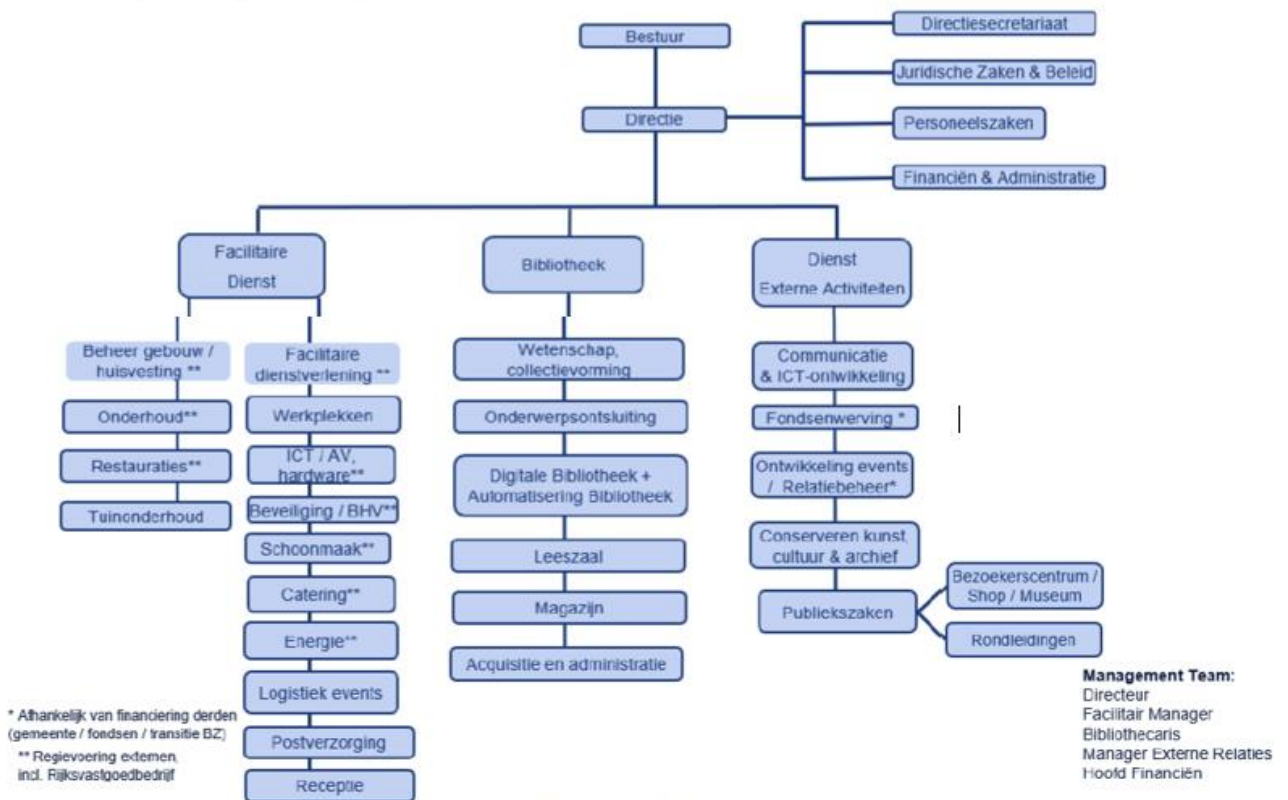 Bestuur
Directie
Directiesecretariaat
Juridische Zaken & Beleid
Personeelszaken
Financiën & Administratie
Facilitaire
Dienst
Bibliotheek
Dienst
Externe Activiteiten
Beheer gebouw /
huisvesting **
Onderhoud**
Restauraties**
Tuinonderhoud
Facilitaire
dienstverlening **
Werkplekken
ICT / AV,
hardware**
Beveiliging / BHV**
Schoonmaak**
Catering**
Energie**
Logistiek events
Postverzorging
Receptie
Wetenschap,
collectievorming
Onderwerpsontsluiting
Digitale Bibliotheek +
Automatisering Bibliotheek
Leeszaal
Magazijn
Acquisitie en administratie
Communicatie
& ICT-ontwikkeling
Fondsenwerving *
Ontwikkeling events
/ Relatiebeheer*
Conserveren kunst,
cultuur & archief
Publiekszaken
Bezoekerscentrum /
Shop / Museum
Rondleidingen
* Afhankelijk van financiering derden
(gemeente / fondsen / transitie BZ)
** Regievoering externen,
incl. Rijksvastgoedbedrijf
Management Team:
Directeur
Facilitair Manager
Bibliothecaris
Manager Externe Relaties
Hoofd Financiën